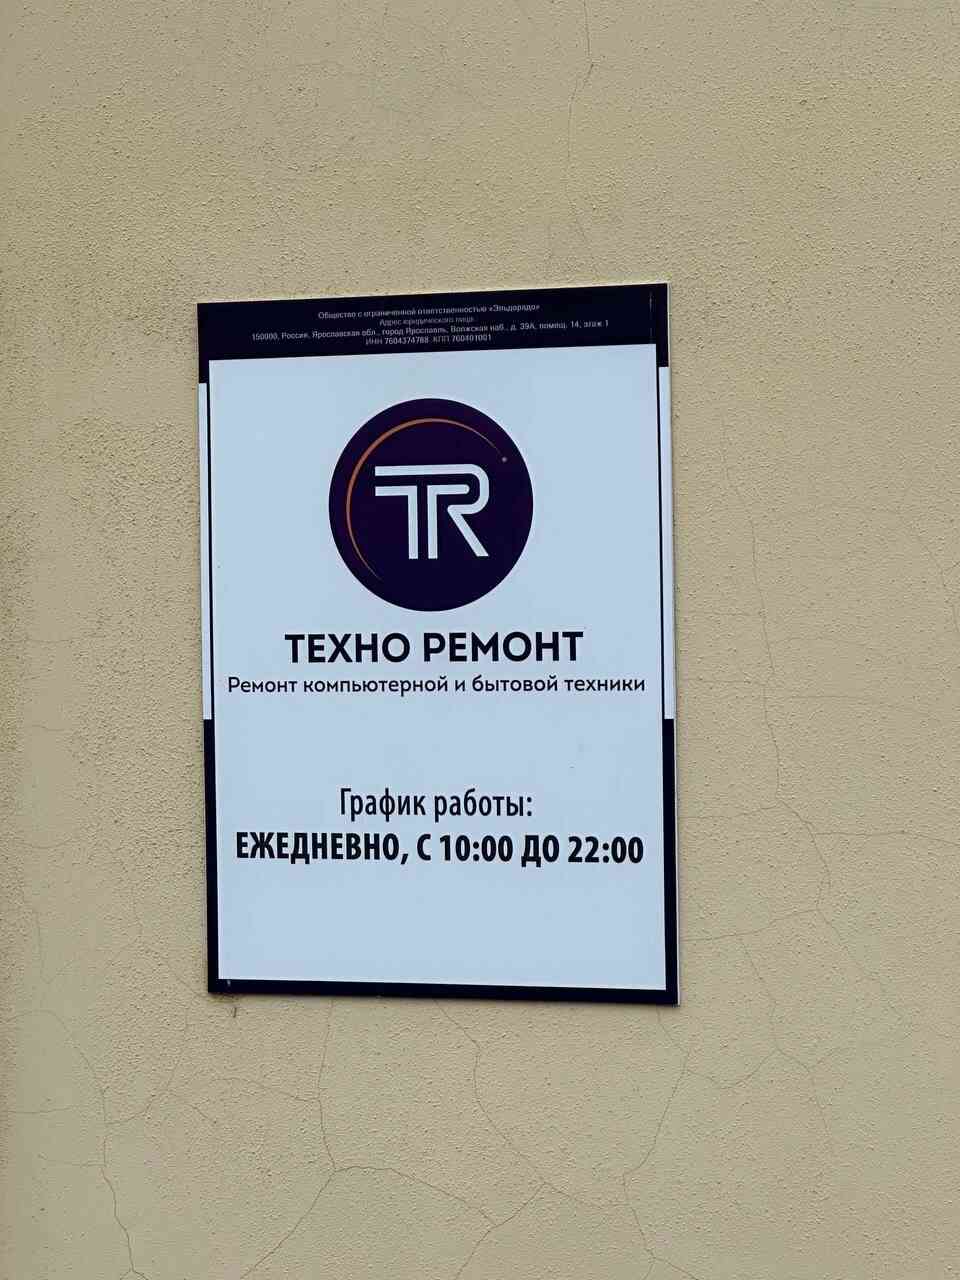 Общество с ограниченной ответственностью «Эльдорадо»
Адрес юридического лица:
150000, Россия, Ярославская обл., город Ярославль, Волжская наб., д. 39А, помещ. 14, этаж 1
ИНН 7604374788 КПП 760401001
TR
ТЕХНО РЕМОНТ
Ремонт компьютерной и бытовой техники
График работы:
ЕЖЕДНЕВНО, С 10:00 ДО 22:00